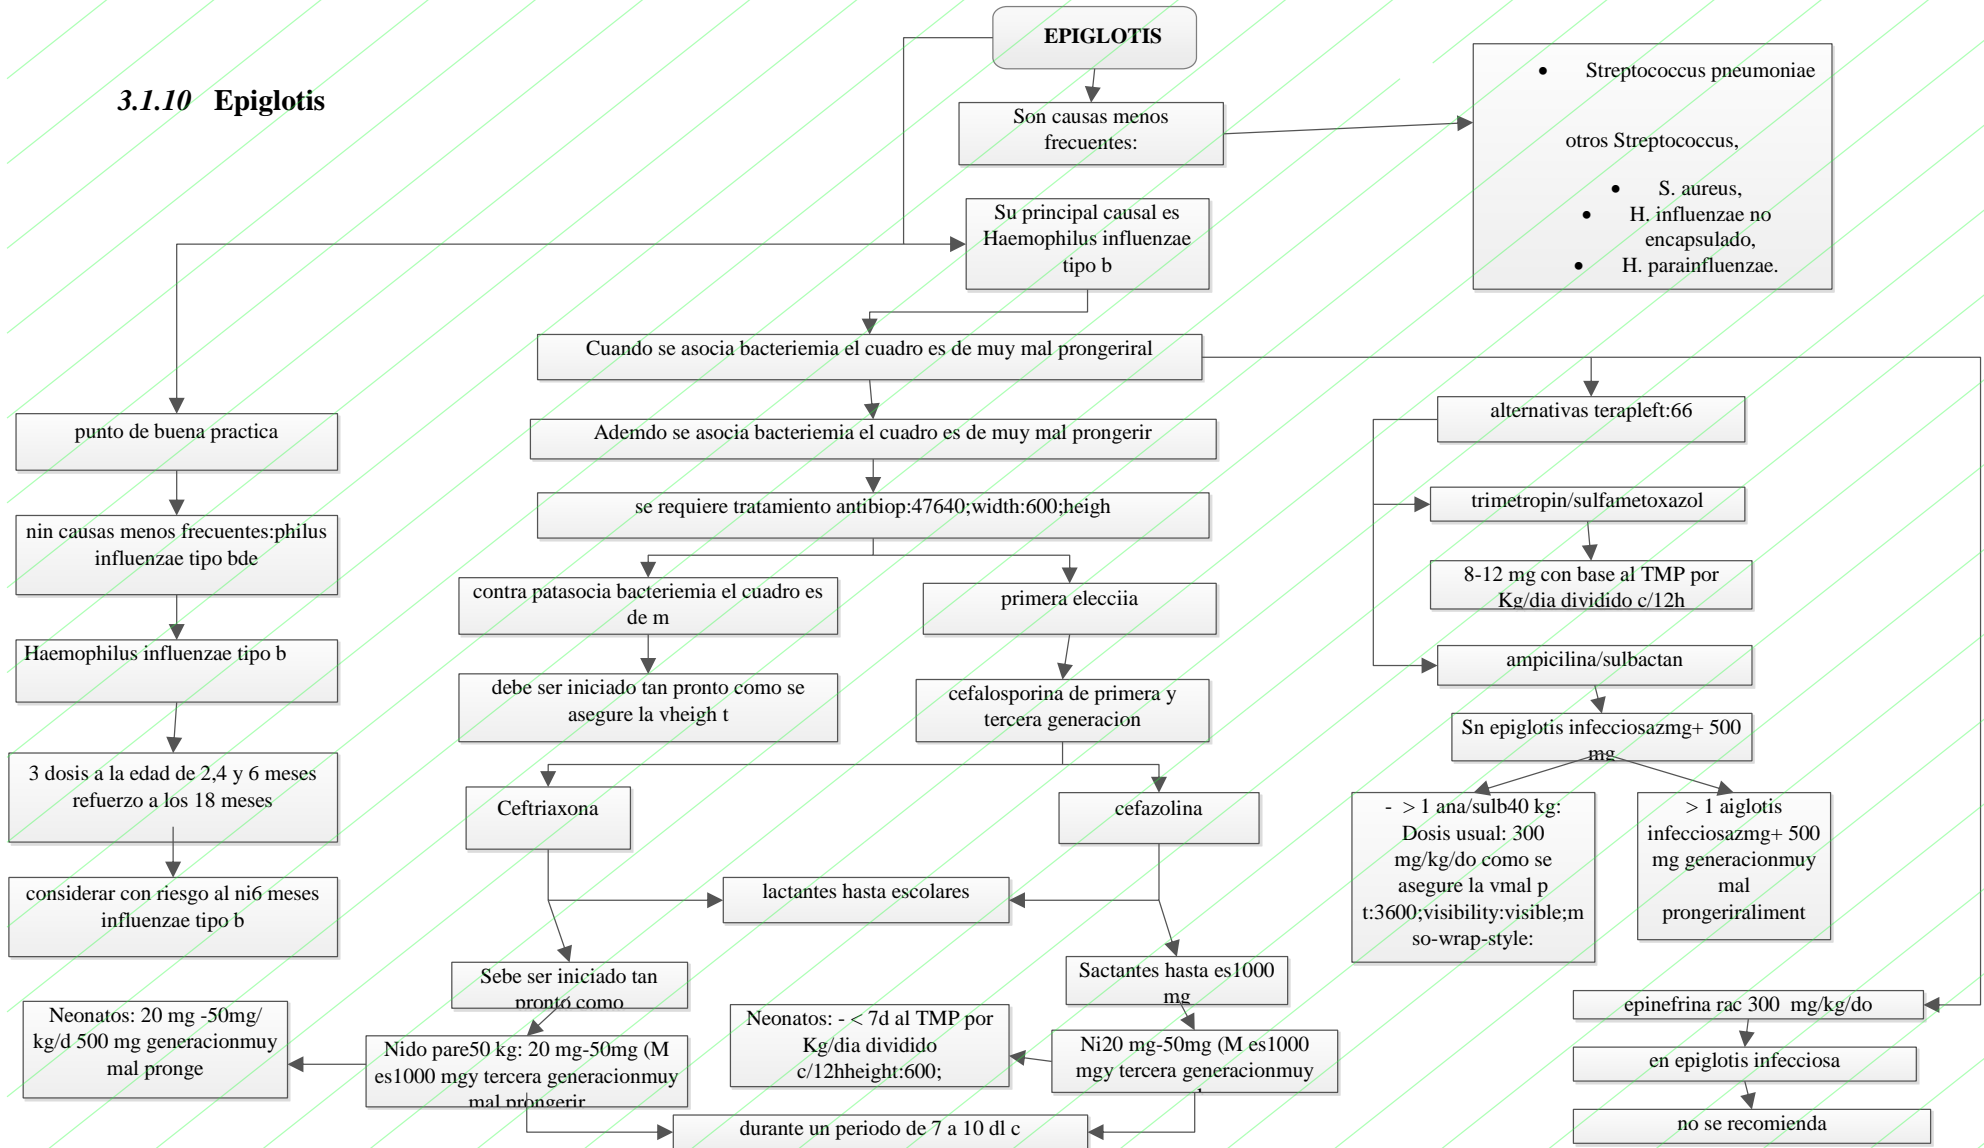 EPIGLOTIS
3.1.10 Epiglotis
Son causas menos
frecuentes:
• Streptococcus pneumoniae
otros Streptococcus,
• S. aureus,
• H. influenzae no
encapsulado,
• H. parainfluenzae.
Su principal causal es
Haemophilus influenzae
tipo b
Cuando se asocia bacteriemia el cuadro es de muy mal prongeriral
Ademdo se asocia bacteriemia el cuadro es de muy mal prongerir
se requiere tratamiento antibiop:47640;width:600;heigh
punto de buena practica
nin causas menos frecuentes:philus
influenzae tipo bde
Haemophilus influenzae tipo b
3 dosis a la edad de 2,4 y 6 meses
refuerzo a los 18 meses
considerar con riesgo al ni6 meses
influenzae tipo b
contra patasocia bacteriemia el cuadro es
de m
debe ser iniciado tan pronto como se
asegure la vheigh t
primera elecciia
cefalosporina de primera y
tercera generacion
Ceftriaxona
cefazolina
lactantes hasta escolares
Sebe ser iniciado tan
pronto como
Sactantes hasta es1000
mg
Neonatos: 20 mg -50mg/
kg/d 500 mg generacionmuy
mal pronge
Nido pare50 kg: 20 mg-50mg (M
es1000 mgy tercera generacionmuy
mal prongerir
Neonatos: - < 7d al TMP por
Kg/dia dividido
c/12hheight:600;
Ni20 mg-50mg (M es1000
mgy tercera generacionmuy
durante un periodo de 7 a 10 dl c
alternativas terapleft:66
trimetropin/sulfametoxazol
8-12 mg con base al TMP por
Kg/dia dividido c/12h
ampicilina/sulbactan
Sn epiglotis infecciosazmg+ 500
mg
- > 1 ana/sulb40 kg:
Dosis usual: 300
mg/kg/do como se
asegure la vmal p
t:3600;visibility:visible;m
so-wrap-style:
> 1 aiglotis
infecciosazmg+ 500
mg generacionmuy
mal
prongeriraliment
epinefrina rac 300 mg/kg/do
en epiglotis infecciosa
no se recomienda